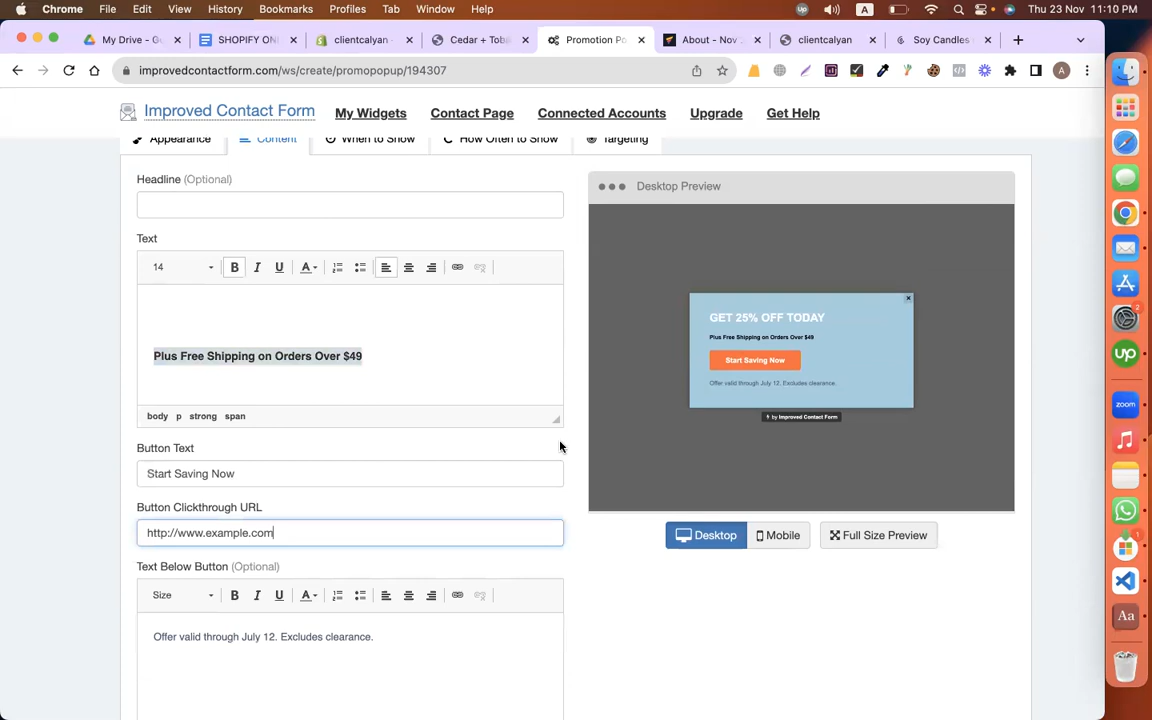 Chrome File Edit View History Bookmarks Profiles Tab Window Help
A
Thu 23 Nov 11:10 PM
My Drive - G
SHOPIFY ON
clientcalyan
Cedar + Tob
Promotion Po
About - Nov
clientcalyan
Soy Candles
improvedcontactform.com/ws/create/promopopup/194307
A
Improved Contact Form
My Widgets
Contact Page
Connected Accounts
Upgrade
Get Help
Appearance
Content
When to Show
How Often to Show
Targeting
Headline (Optional)
Text
14
B I U A
Plus Free Shipping on Orders Over $49
body p strong span
Button Text
Start Saving Now
Button Clickthrough URL
http://www.example.com
Text Below Button (Optional)
Size
B I U A
Offer valid through July 12. Excludes clearance.
Desktop Preview
GET 25% OFF TODAY
Plus Free Shipping on Orders Over $49
Start Saving Now
Offer valid through July 12. Excludes clearance.
by Improved Contact Form
Desktop
Mobile
Full Size Preview
2
up
zoom
1
Aa